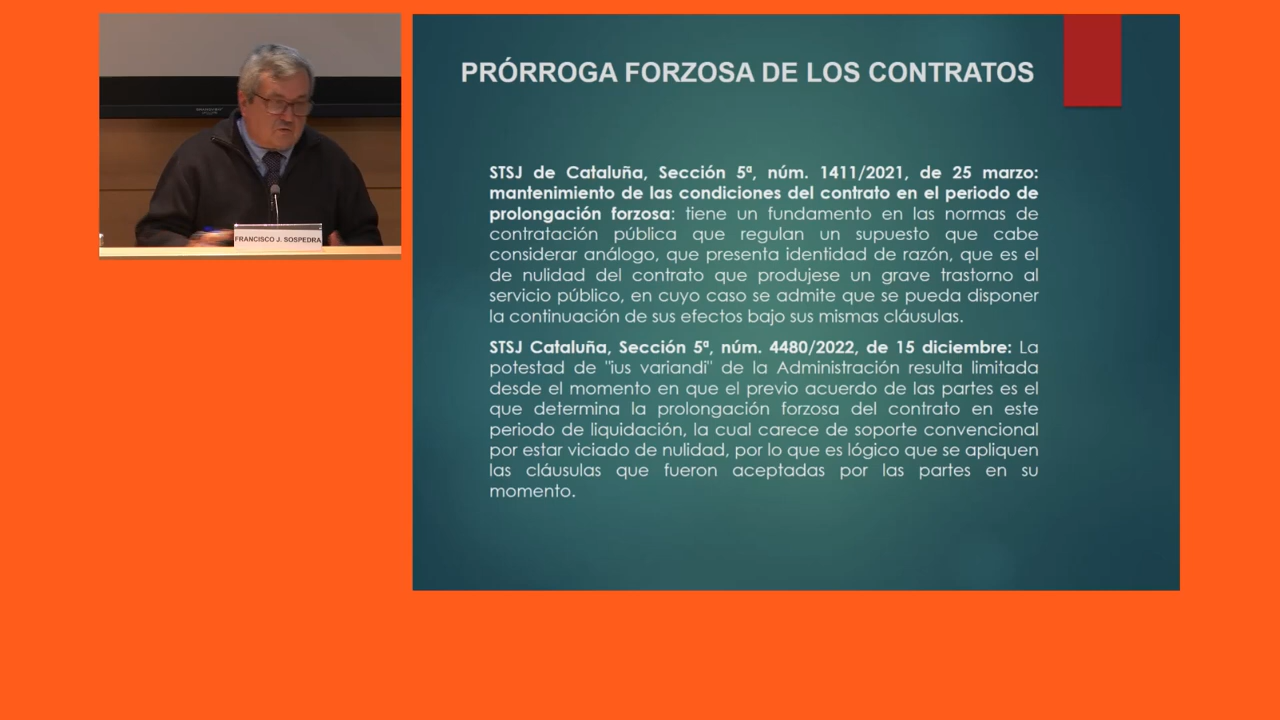 FRANCISCO J. SOSPEDRA
PRÓRROGA FORZOSA DE LOS CONTRATOS
STSJ de Cataluña, Sección 5ª, núm. 1411/2021, de 25 marzo:
mantenimiento de las condiciones del contrato en el periodo de
prolongación forzosa: tiene un fundamento en las normas de
contratación pública que regulan un supuesto que cabe
considerar análogo, que presenta identidad de razón, que es el
de nulidad del contrato que produjese un grave trastorno al
servicio público, en cuyo caso se admite que se pueda disponer
la continuación de sus efectos bajo sus mismas cláusulas.
STSJ Cataluña, Sección 5ª, núm. 4480/2022, de 15 diciembre: La
potestad de "ius variandi" de la Administración resulta limitada
desde el momento en que el previo acuerdo de las partes es el
que determina la prolongación forzosa del contrato en este
periodo de liquidación, la cual carece de soporte convencional
por estar viciado de nulidad, por lo que es lógico que se apliquen
las cláusulas que fueron aceptadas por las partes en su
momento.